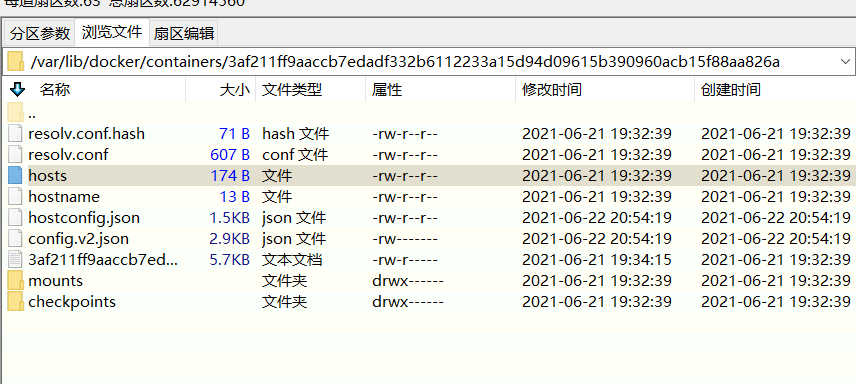 每道扇区数:63 总扇区数:62914560
分区参数 浏览文件 扇区编辑
/var/lib/docker/containers/3af211ff9aaccb7edadf332b6112233a15d94d09615b390960acb15f88aa826a
名称 大小 文件类型 属性 修改时间 创建时间
..
resolv.conf.hash 71 B hash 文件 -rw-r--r-- 2021-06-21 19:32:39 2021-06-21 19:32:39
resolv.conf 607 B conf 文件 -rw-r--r-- 2021-06-21 19:32:39 2021-06-21 19:32:39
hosts 174 B 文件 -rw-r--r-- 2021-06-21 19:32:39 2021-06-21 19:32:39
hostname 13 B 文件 -rw-r--r-- 2021-06-21 19:32:39 2021-06-21 19:32:39
hostconfig.json 1.5KB json 文件 -rw-r--r-- 2021-06-22 20:54:19 2021-06-22 20:54:19
config.v2.json 2.9KB json 文件 -rw------- 2021-06-22 20:54:19 2021-06-22 20:54:19
3af211ff9aaccb7ed... 5.7KB 文本文档 -rw-r----- 2021-06-21 19:34:15 2021-06-21 19:32:39
mounts 文件夹 drwx------ 2021-06-21 19:32:39 2021-06-21 19:32:39
checkpoints 文件夹 drwx------ 2021-06-21 19:32:39 2021-06-21 19:32:39